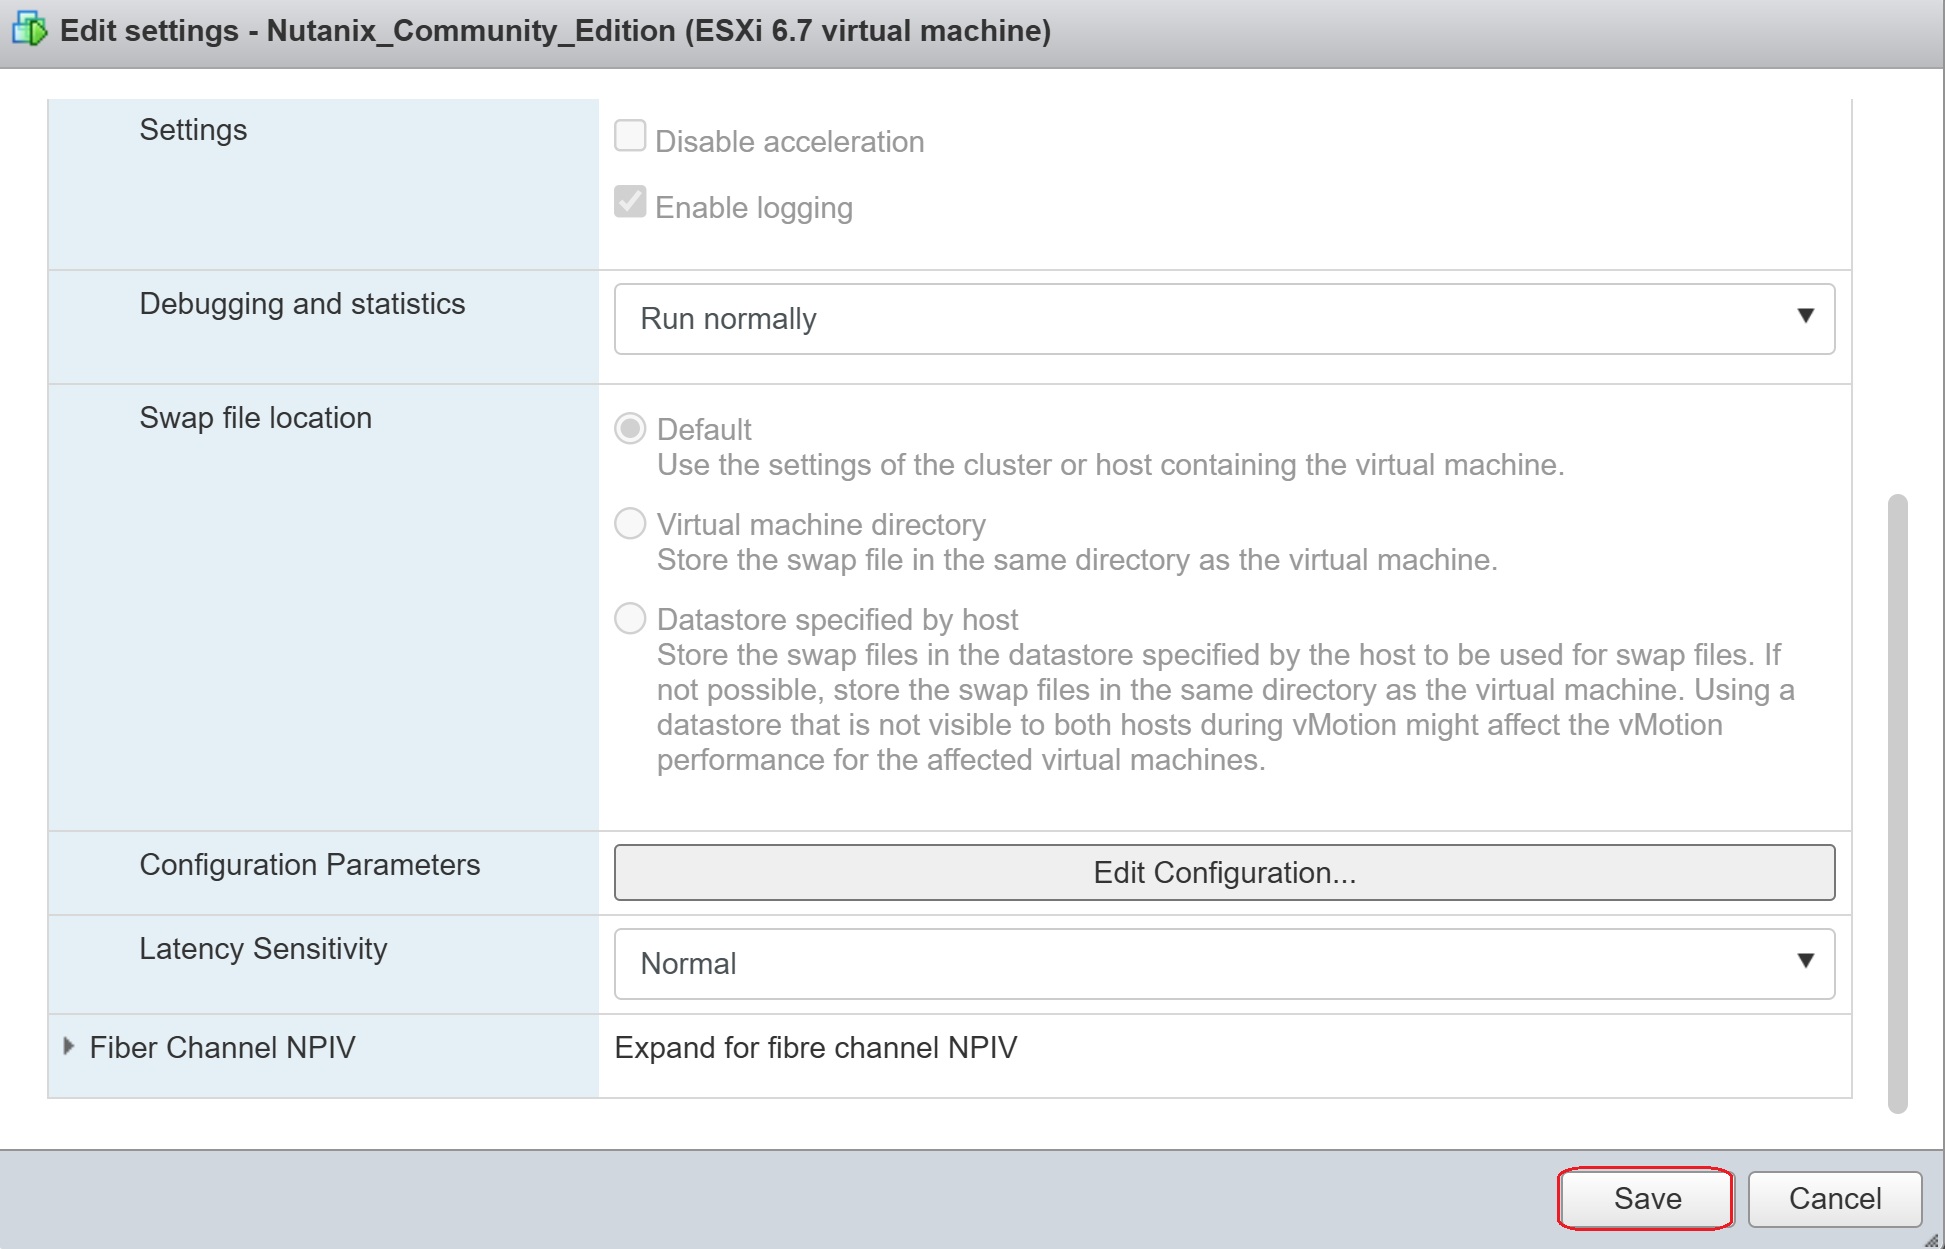 Edit settings - Nutanix_Community_Edition (ESXi 6.7 virtual machine)
Settings
Disable acceleration
Enable logging
Debugging and statistics
Run normally
Swap file location
Default
Use the settings of the cluster or host containing the virtual machine.
Virtual machine directory
Store the swap file in the same directory as the virtual machine.
Datastore specified by host
Store the swap files in the datastore specified by the host to be used for swap files. If
not possible, store the swap files in the same directory as the virtual machine. Using a
datastore that is not visible to both hosts during vMotion might affect the vMotion
performance for the affected virtual machines.
Configuration Parameters
Edit Configuration...
Latency Sensitivity
Normal
Fiber Channel NPIV
Expand for fibre channel NPIV
Save
Cancel